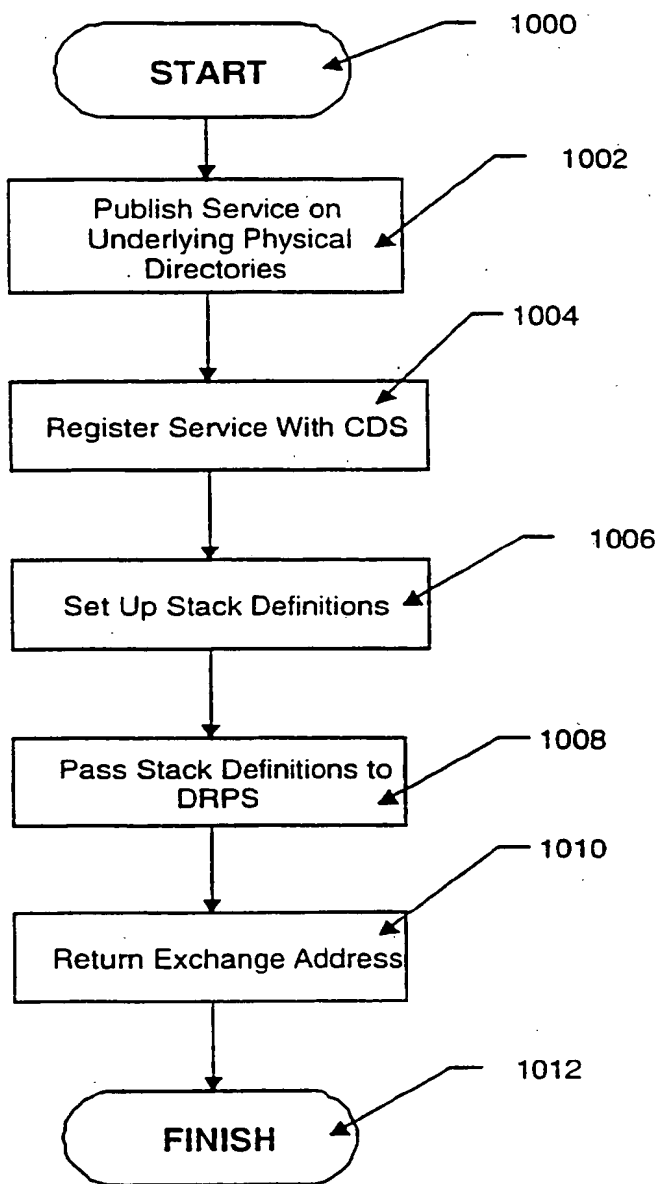 1000
START
1002
Publish Service on
Underlying Physical
Directories
1004
Register Service With CDS
1006
Set Up Stack Definitions
1008
Pass Stack Definitions to
DRPS
1010
Return Exchange Address
1012
FINISH